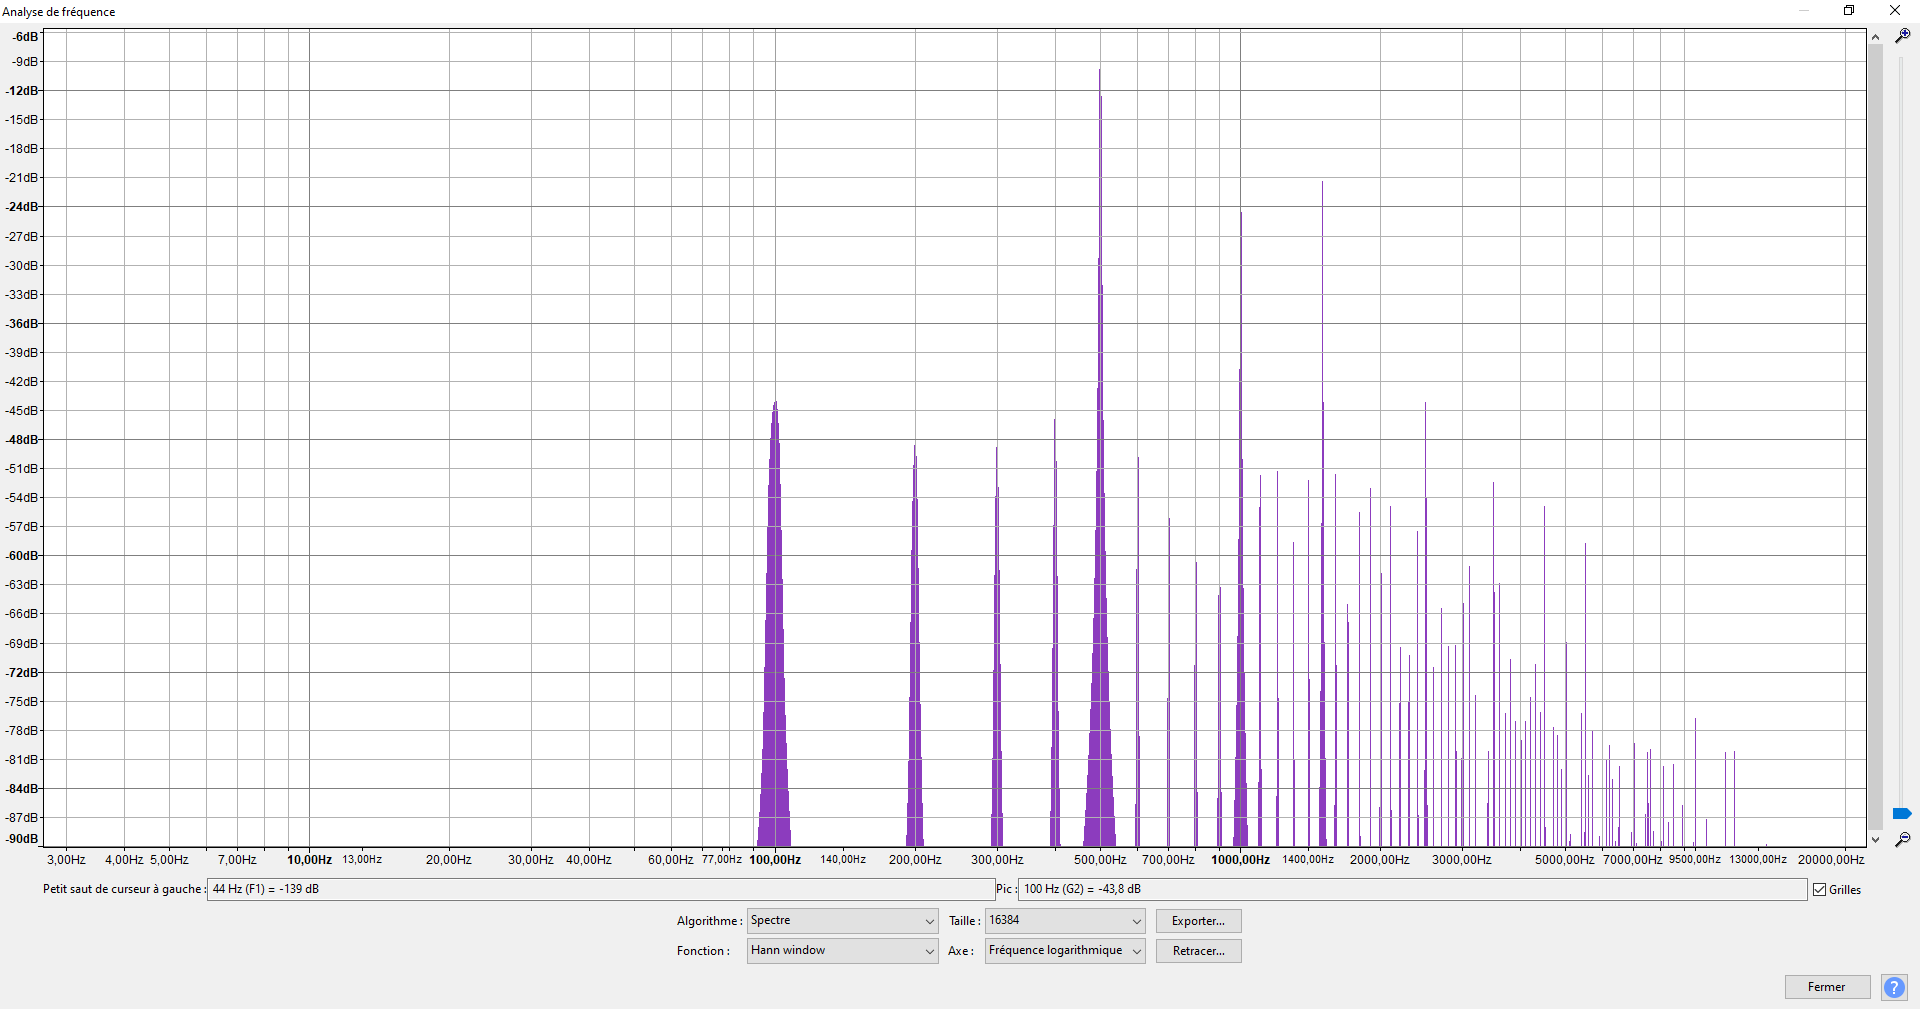 Analyse de fréquence
-6dB
-9dB
-12dB
-15dB
-18dB
-21dB
-24dB
-27dB
-30dB
-33dB
-36dB
-39dB
-42dB
-45dB
-48dB
-51dB
-54dB
-57dB
-60dB
-63dB
-66dB
-69dB
-72dB
-75dB
-78dB
-81dB
-84dB
-87dB
-90dB
3,00Hz 4,00Hz 5,00Hz 7,00Hz 10,00Hz 13,00Hz 20,00Hz 30,00Hz 40,00Hz 60,00Hz 77,00Hz 100,00Hz 140,00Hz 200,00Hz 300,00Hz 500,00Hz 700,00Hz 1000,00Hz 1400,00Hz 2000,00Hz 3000,00Hz 5000,00Hz 7000,00Hz 9500,00Hz 13000,00Hz 20000,00Hz
Petit saut de curseur à gauche : 44 Hz (F1) = -139 dB Pic : 100 Hz (G2) = -43,8 dB Grilles
Algorithme : Spectre Taille : 16384 Exporter...
Fonction : Hann window Axe : Fréquence logarithmique Retracer...
Fermer ?